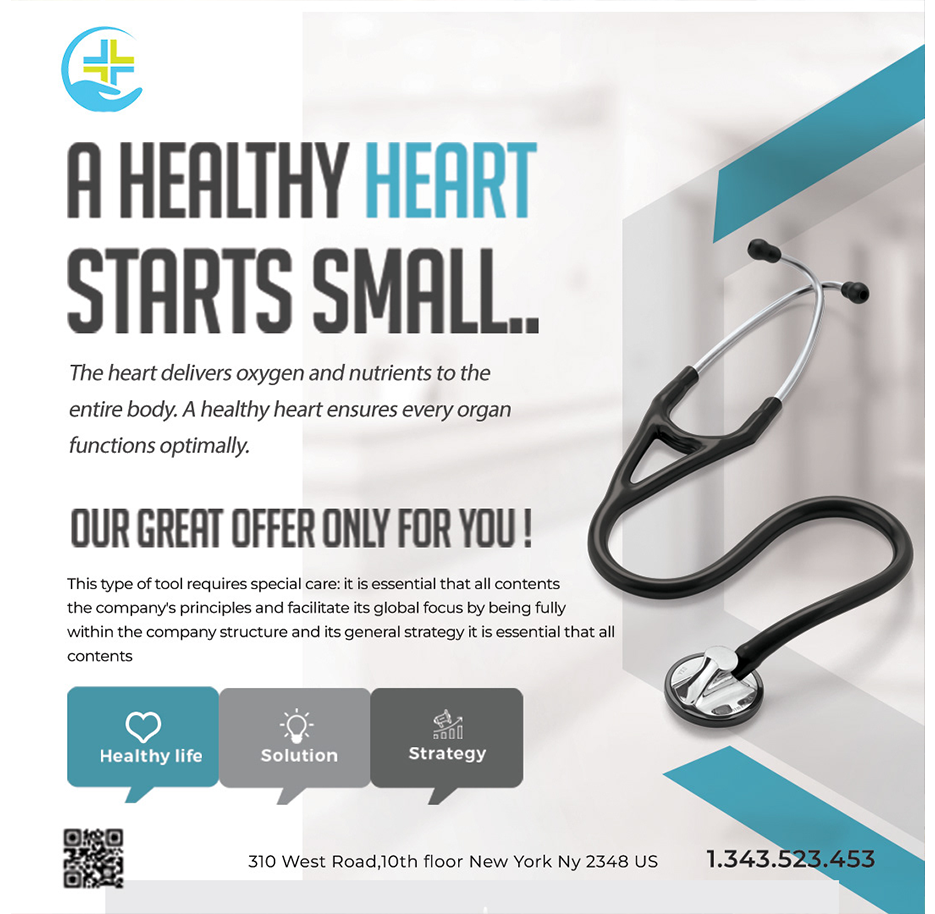 A HEALTHY HEART
STARTS SMALL..
The heart delivers oxygen and nutrients to the
entire body. A healthy heart ensures every organ
functions optimally.
OUR GREAT OFFER ONLY FOR YOU !
This type of tool requires special care: it is essential that all contents
the company's principles and facilitate its global focus by being fully
within the company structure and its general strategy it is essential that all
contents
Healthy life
Solution
Strategy
310 West Road,10th floor New York Ny 2348 US
1.343.523.453